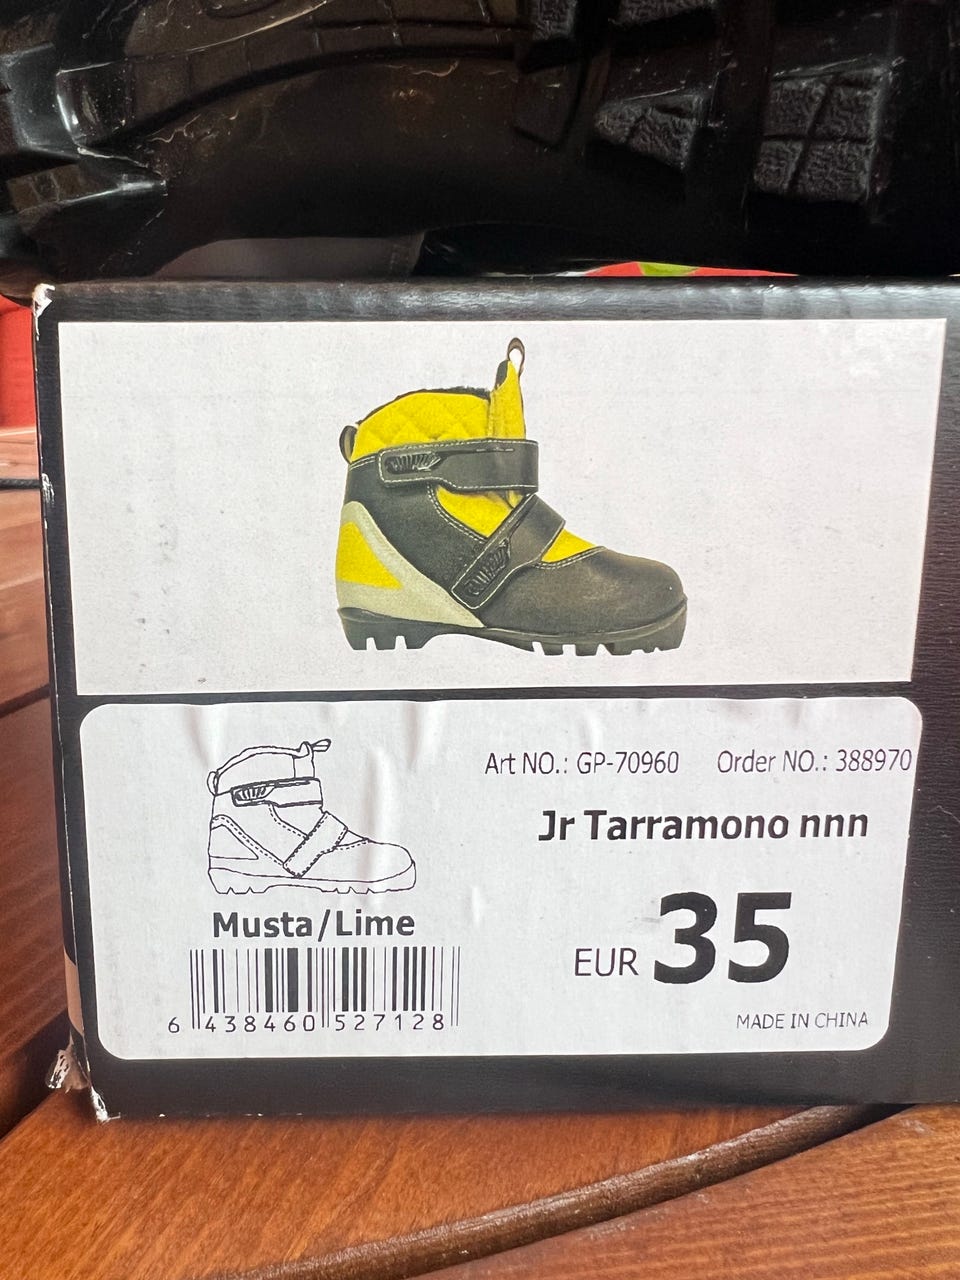 Art NO.: GP-70960 Order NO.: 388970
Jr Tarramono nnn
Musta/Lime
EUR 35
6 438460 527128
MADE IN CHINA